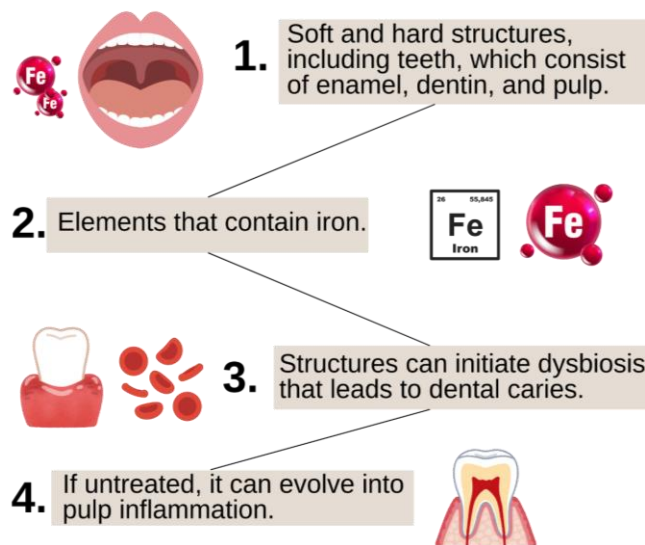 Fe
Fe
1.
Soft and hard structures,
including teeth, which consist
of enamel, dentin, and pulp.
2.
Elements that contain iron.
26 55,845
Fe
Iron
Fe
3.
Structures can initiate dysbiosis
that leads to dental caries.
4.
If untreated, it can evolve into
pulp inflammation.